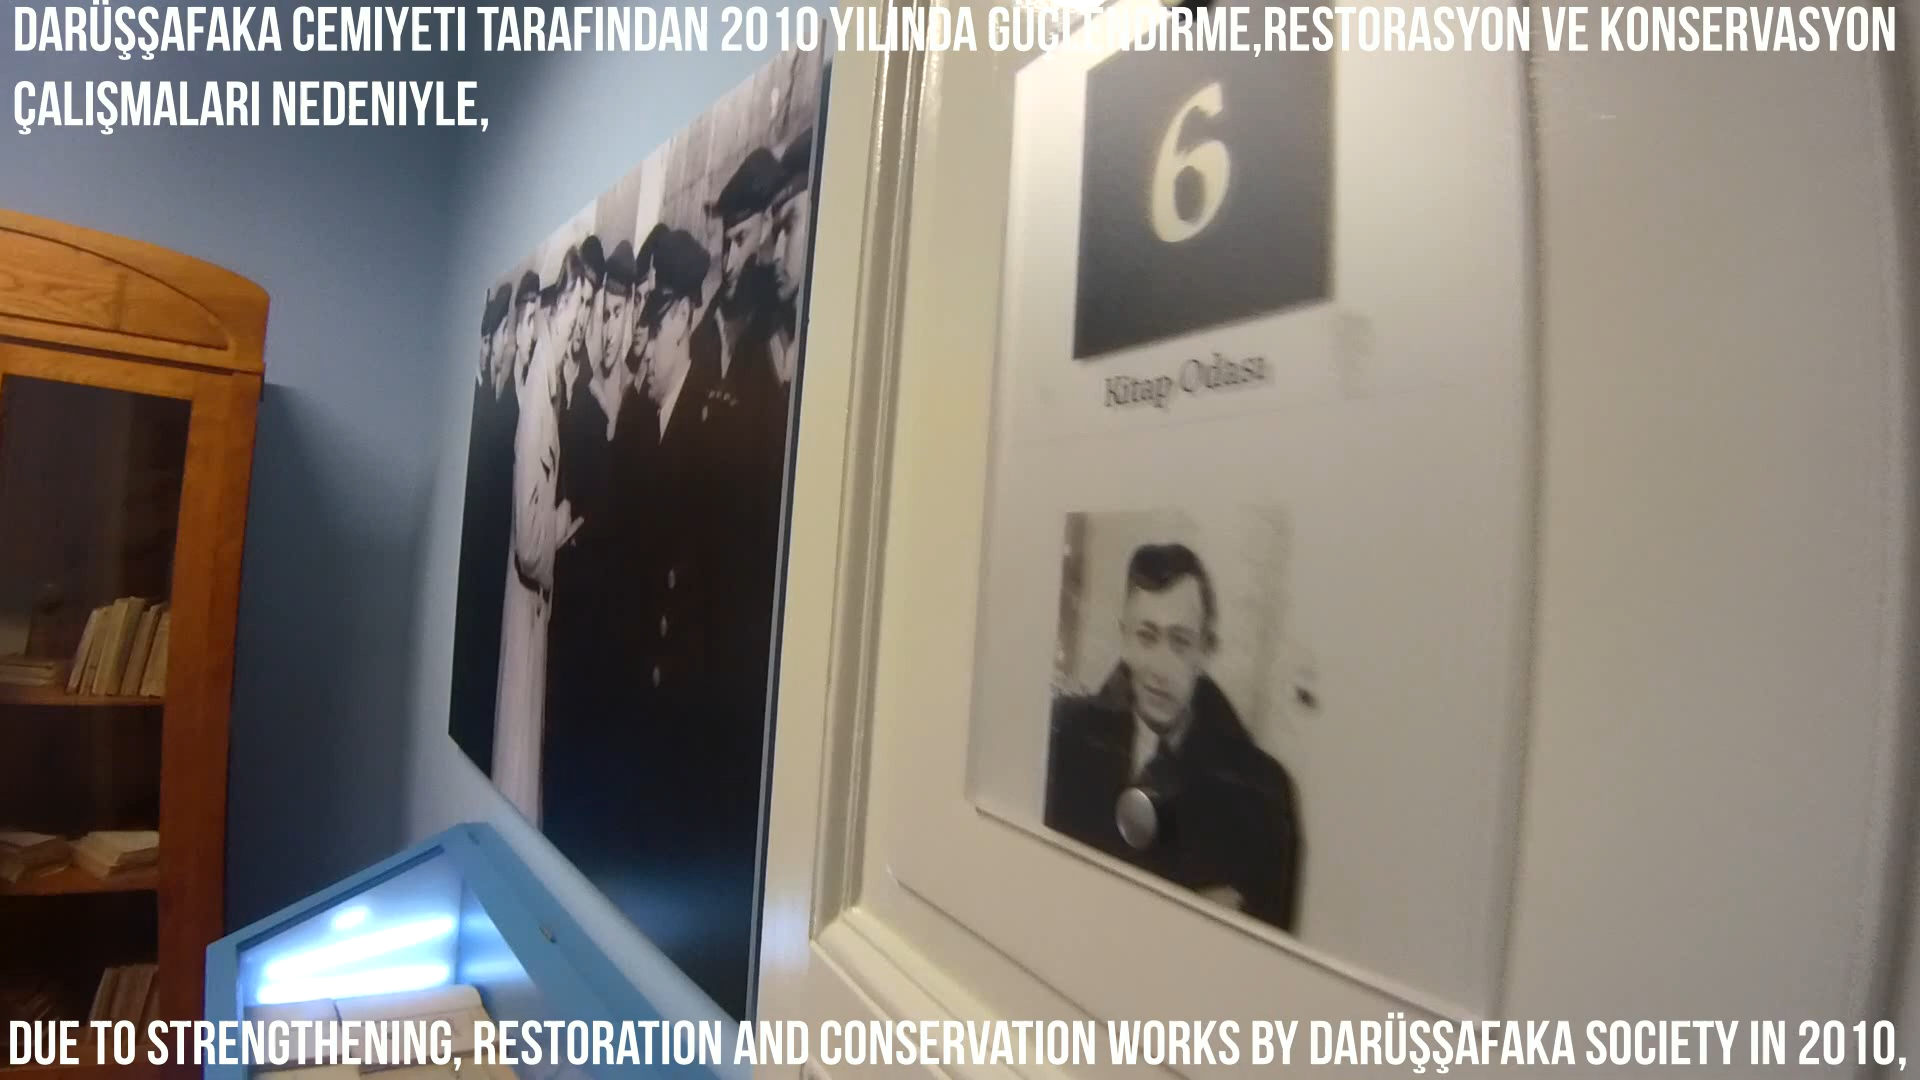 DARÜŞŞAFAKA CEMIYETI TARAFINDAN 2010 YILINDA GÜÇLENDIRME,RESTORASYON VE KONSERVASYON
ÇALIŞMALARI NEDENIYLE,
6
Kitap Odası
DUE TO STRENGTHENING, RESTORATION AND CONSERVATION WORKS BY DARÜŞŞAFAKA SOCIETY IN 2010,